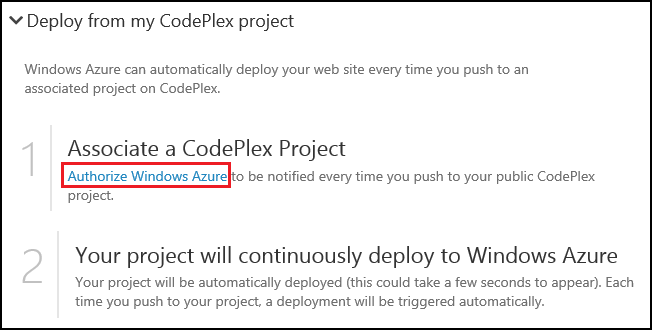 Deploy from my CodePlex project
Windows Azure can automatically deploy your web site every time you push to an
associated project on CodePlex.
1
Associate a CodePlex Project
Authorize Windows Azure to be notified every time you push to your public CodePlex
project.
2
Your project will continuously deploy to Windows Azure
Your project will be automatically deployed (this could take a few seconds to appear). Each
time you push to your project, a deployment will be triggered automatically.